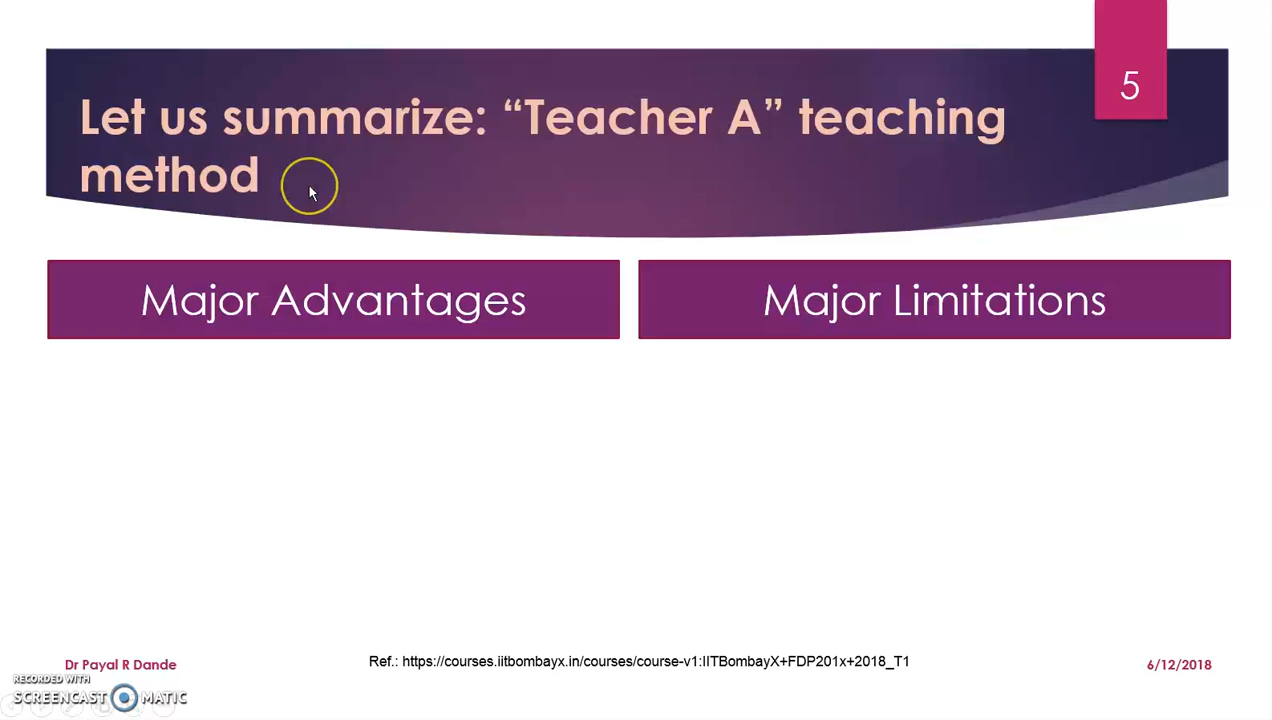 5
Let us summarize: “Teacher A” teaching
method
Major Advantages
Major Limitations
Dr Payal R Dande
Ref.: https://courses.iitbombayx.in/courses/course-v1:IITBombayX+FDP201x+2018_T1
6/12/2018
RECORDED WITH
SCREENCAST MATIC